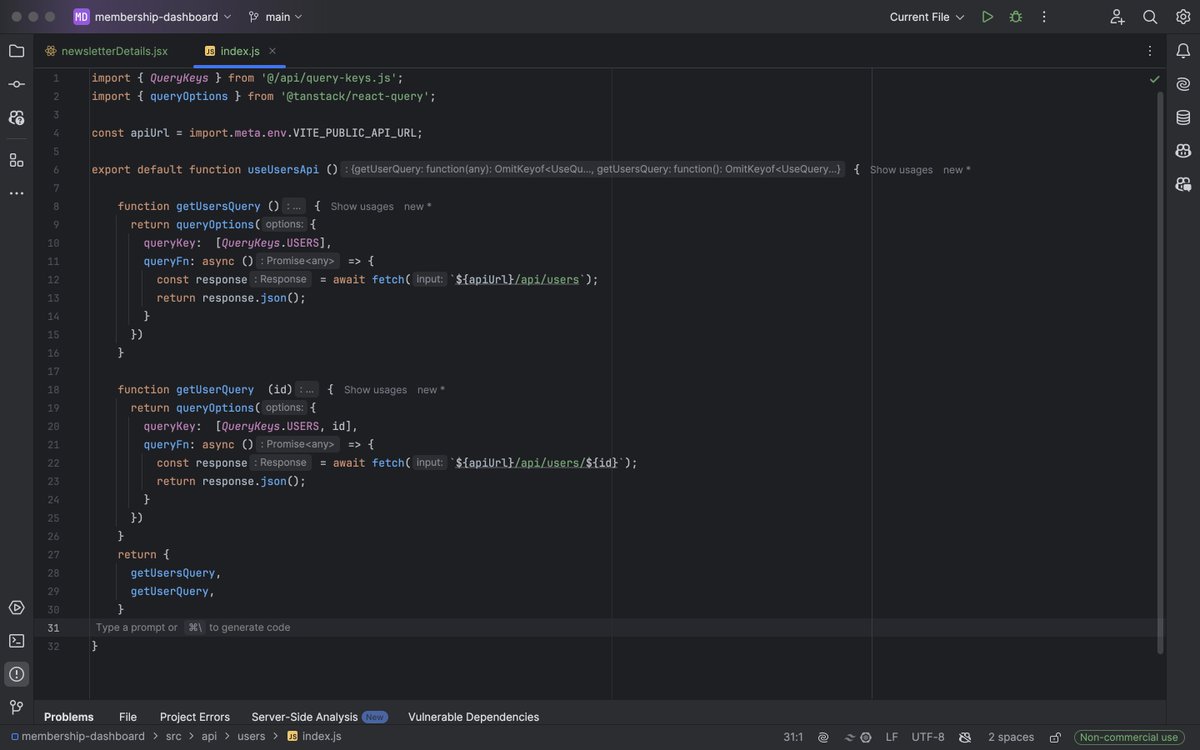 MD membership-dashboard main Current File
newsletterDetails.jsx JS index.js
1 import { QueryKeys } from '@/api/query-keys.js';
2 import { queryOptions } from '@tanstack/react-query';
3
4 const apiUrl = import.meta.env.VITE_PUBLIC_API_URL;
5
6 export default function useUsersApi () : {getUserQuery: function(any): OmitKeyof<UseQu..., getUsersQuery: function(): OmitKeyof<UseQuery...} { Show usages new *
7
8 function getUsersQuery () : ... { Show usages new *
9 return queryOptions( options: {
10 queryKey: [QueryKeys.USERS],
11 queryFn: async () : Promise<any> => {
12 const response : Response = await fetch( input: `${apiUrl}/api/users`);
13 return response.json();
14 }
15 })
16 }
17
18 function getUserQuery (id) : ... { Show usages new *
19 return queryOptions( options: {
20 queryKey: [QueryKeys.USERS, id],
21 queryFn: async () : Promise<any> => {
22 const response : Response = await fetch( input: `${apiUrl}/api/users/${id}`);
23 return response.json();
24 }
25 })
26 }
27 return {
28 getUsersQuery,
29 getUserQuery,
30 }
31 Type a prompt or ⌘\ to generate code
32 }
Problems File Project Errors Server-Side Analysis New Vulnerable Dependencies
membership-dashboard > src > api > users > JS index.js 31:1 LF UTF-8 2 spaces Non-commercial use